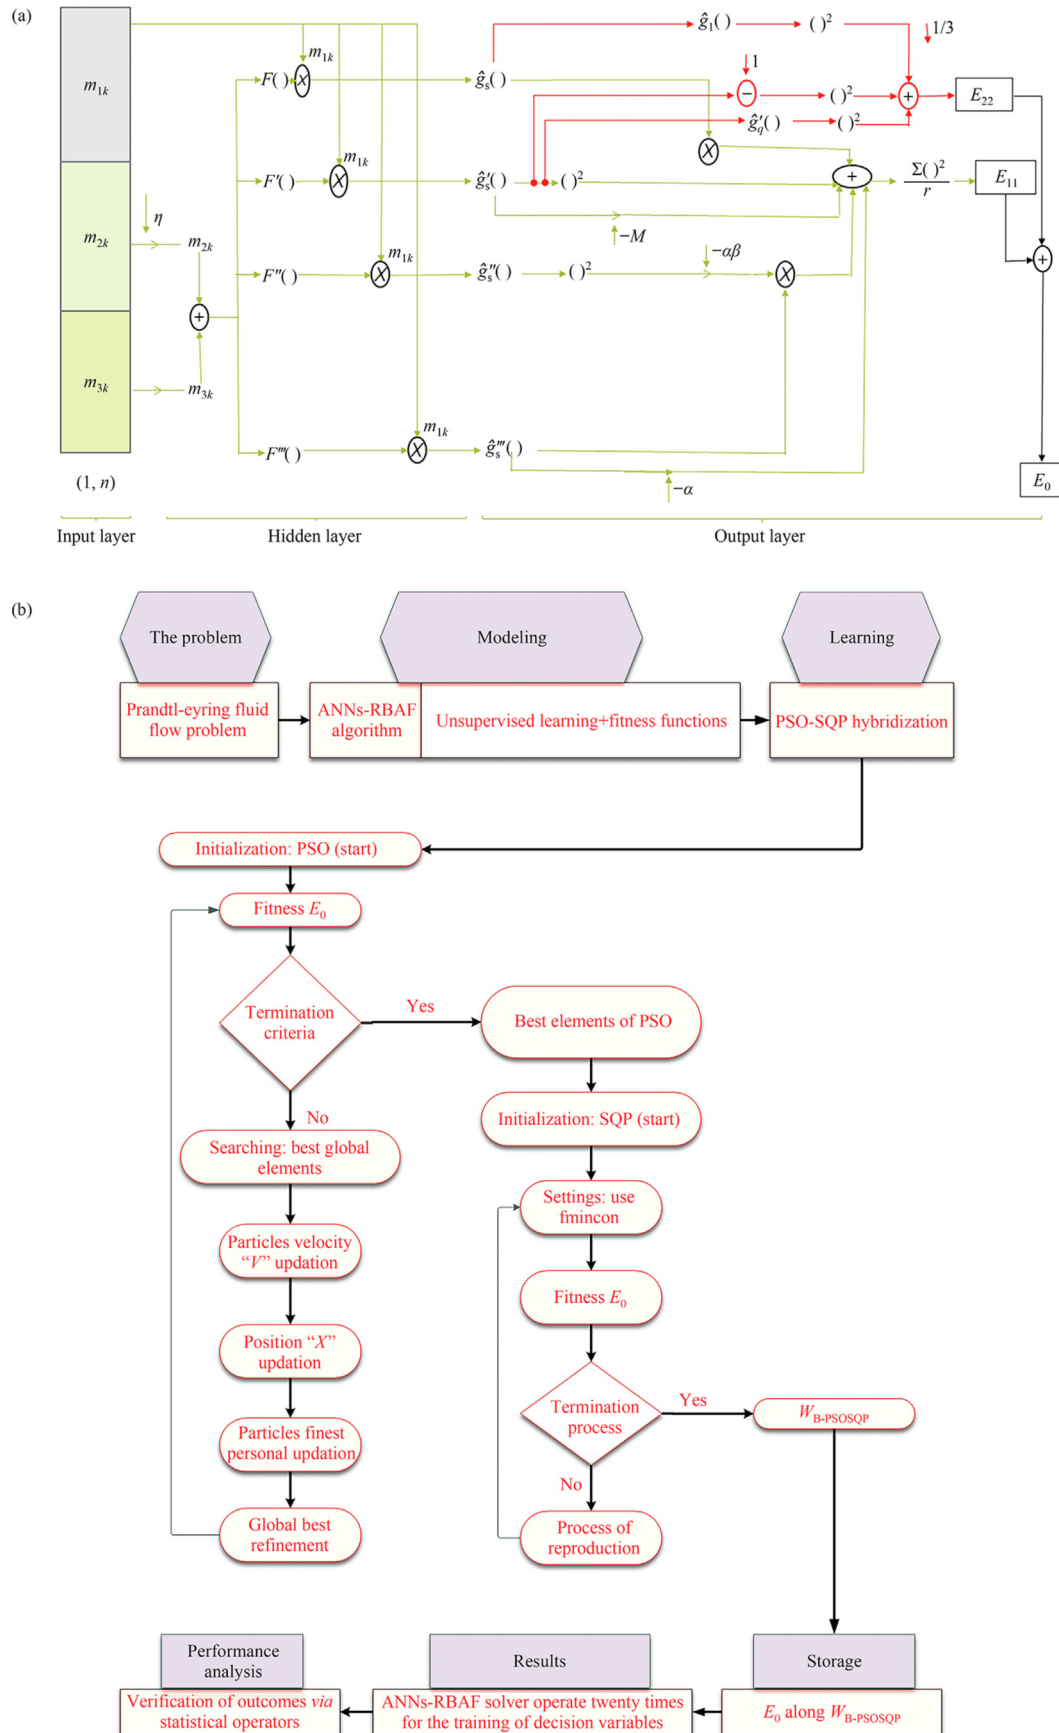 (a)
m1k
m2k
m3k
(1, n)
η
m2k
+
m3k
F( )
X
m1k
F′( )
X
m1k
F″( )
X
m1k
F‴( )
X
m1k
ĝs( )
ĝs′( )
( )²
−M
ĝs″( )
( )²
−αβ
X
ĝs‴( )
−α
ĝ1( )
( )²
1/3
1
−
( )²
+
E22
ĝq′( )
( )²
X
+
Σ( )²
r
E11
+
E0
Input layer
Hidden layer
Output layer
(b)
The problem
Modeling
Learning
Prandtl-eyring fluid
flow problem
ANNs-RBAF
algorithm
Unsupervised learning+fitness functions
PSO-SQP hybridization
Initialization: PSO (start)
Fitness E0
Termination
criteria
Yes
Best elements of PSO
No
Initialization: SQP (start)
Searching: best global
elements
Settings: use
fmincon
Particles velocity
“V” updation
Fitness E0
Position “X”
updation
Termination
process
Yes
WB-PSOSQP
Particles finest
personal updation
No
Global best
refinement
Process of
reproduction
Performance
analysis
Results
Storage
Verification of outcomes via
statistical operators
ANNs-RBAF solver operate twenty times
for the training of decision variables
E0 along WB-PSOSQP